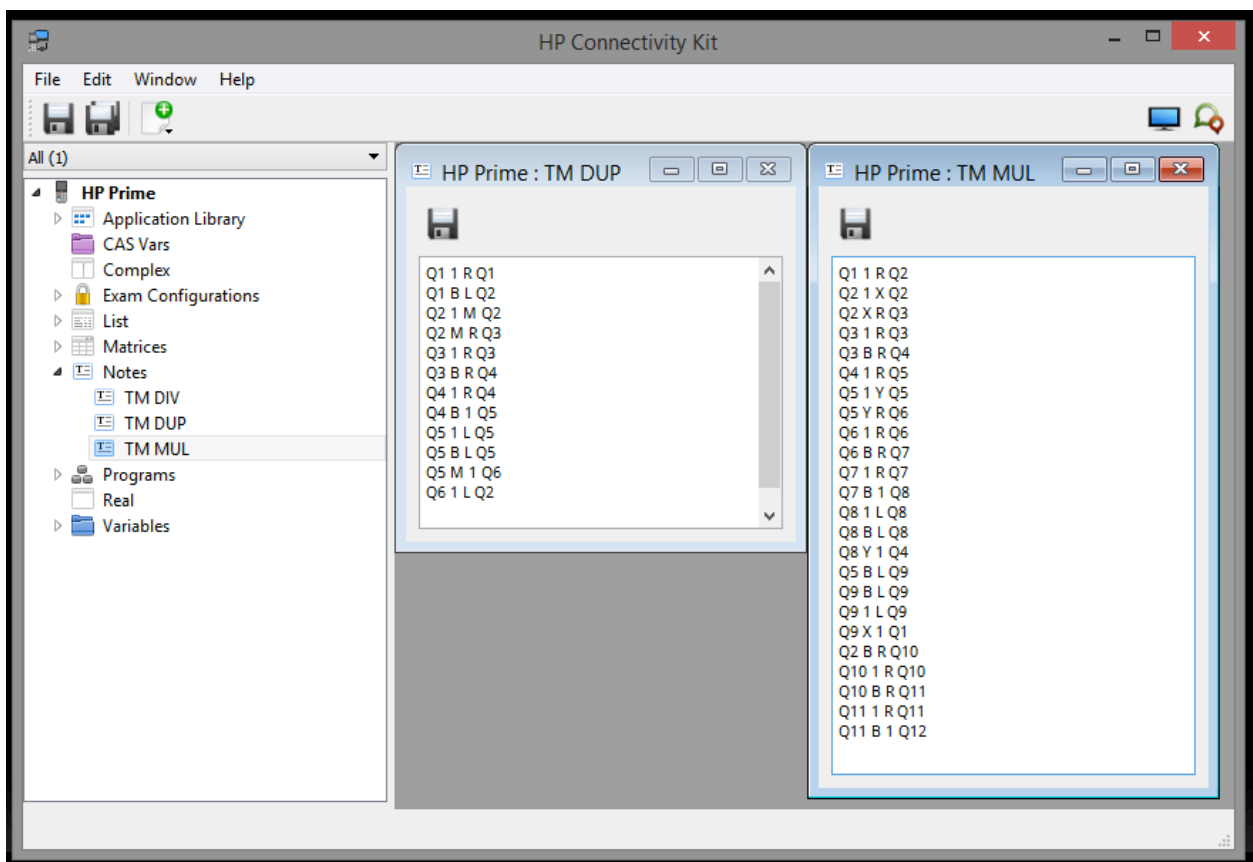 HP Connectivity Kit
File Edit Window Help
All (1)
HP Prime
Application Library
CAS Vars
Complex
Exam Configurations
List
Matrices
Notes
TM DIV
TM DUP
TM MUL
Programs
Real
Variables
HP Prime : TM DUP
Q1 1 R Q1
Q1 B L Q2
Q2 1 M Q2
Q2 M R Q3
Q3 1 R Q3
Q3 B R Q4
Q4 1 R Q4
Q4 B 1 Q5
Q5 1 L Q5
Q5 B L Q5
Q5 M 1 Q6
Q6 1 L Q2
HP Prime : TM MUL
Q1 1 R Q2
Q2 1 X Q2
Q2 X R Q3
Q3 1 R Q3
Q3 B R Q4
Q4 1 R Q5
Q5 1 Y Q5
Q5 Y R Q6
Q6 1 R Q6
Q6 B R Q7
Q7 1 R Q7
Q7 B 1 Q8
Q8 1 L Q8
Q8 B L Q8
Q8 Y 1 Q4
Q5 B L Q9
Q9 B L Q9
Q9 1 L Q9
Q9 X 1 Q1
Q2 B R Q10
Q10 1 R Q10
Q10 B R Q11
Q11 1 R Q11
Q11 B 1 Q12